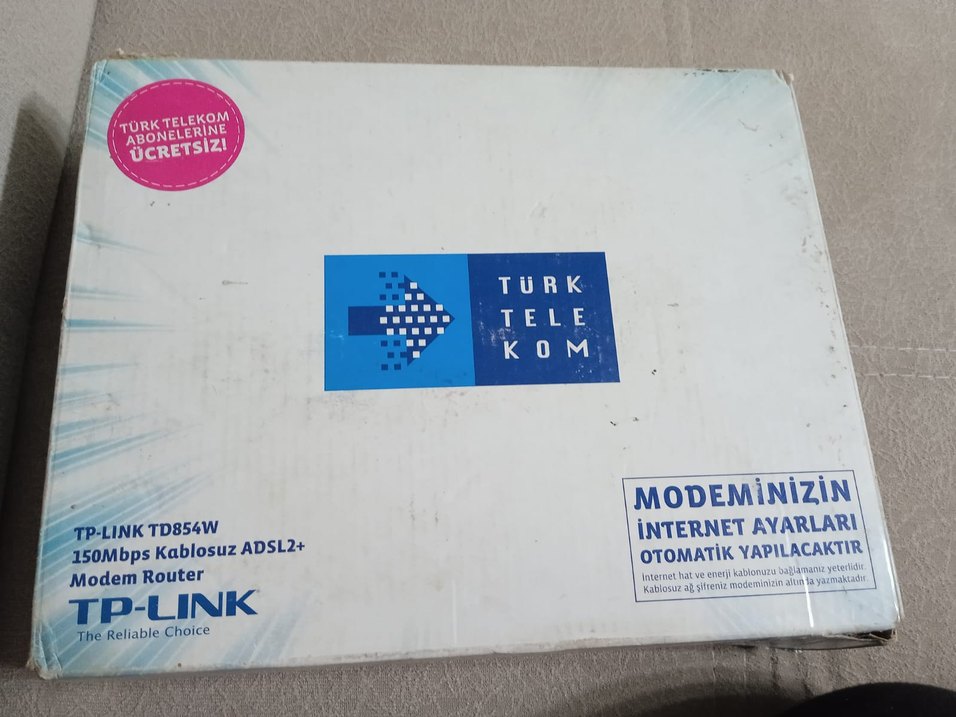 TÜRK TELEKOM
ABONELERİNE
ÜCRETSİZ!
TÜRK
TELE
KOM
TP-LINK TD854W
150Mbps Kablosuz ADSL2+
Modem Router
TP-LINK
The Reliable Choice
MODEMİNİZİN
İNTERNET AYARLARI
OTOMATİK YAPILACAKTIR
İnternet hat ve enerji kablonuzu bağlamanız yeterlidir.
Kablosuz ağ şifreniz modeminizin altında yazmaktadır.